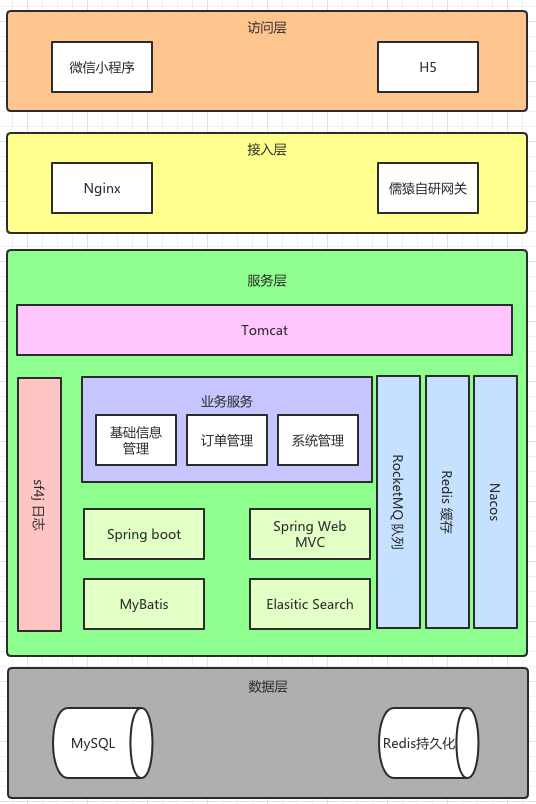 访问层
微信小程序
H5
接入层
Nginx
儒猿自研网关
服务层
Tomcat
sf4j 日志
业务服务
基础信息
管理
订单管理
系统管理
Spring boot
Spring Web
MVC
MyBatis
Elasitic Search
RocketMQ 队列
Redis 缓存
Nacos
数据层
MySQL
Redis持久化